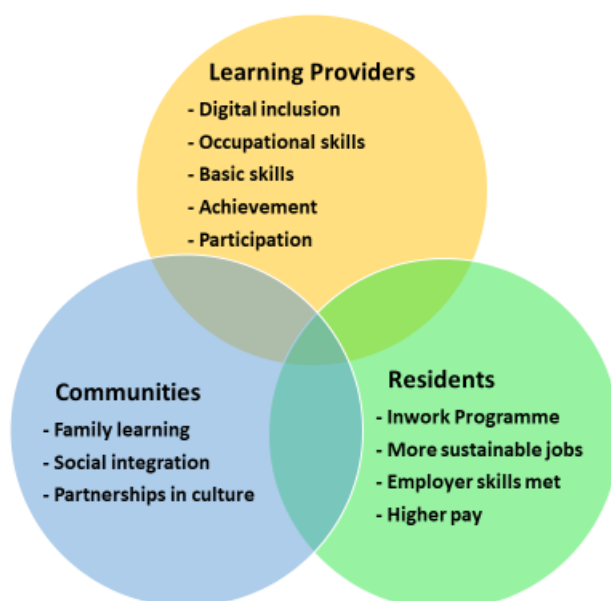 Learning Providers
- Digital inclusion
- Occupational skills
- Basic skills
- Achievement
- Participation
Communities
- Family learning
- Social integration
- Partnerships in culture
Residents
- Inwork Programme
- More sustainable jobs
- Employer skills met
- Higher pay